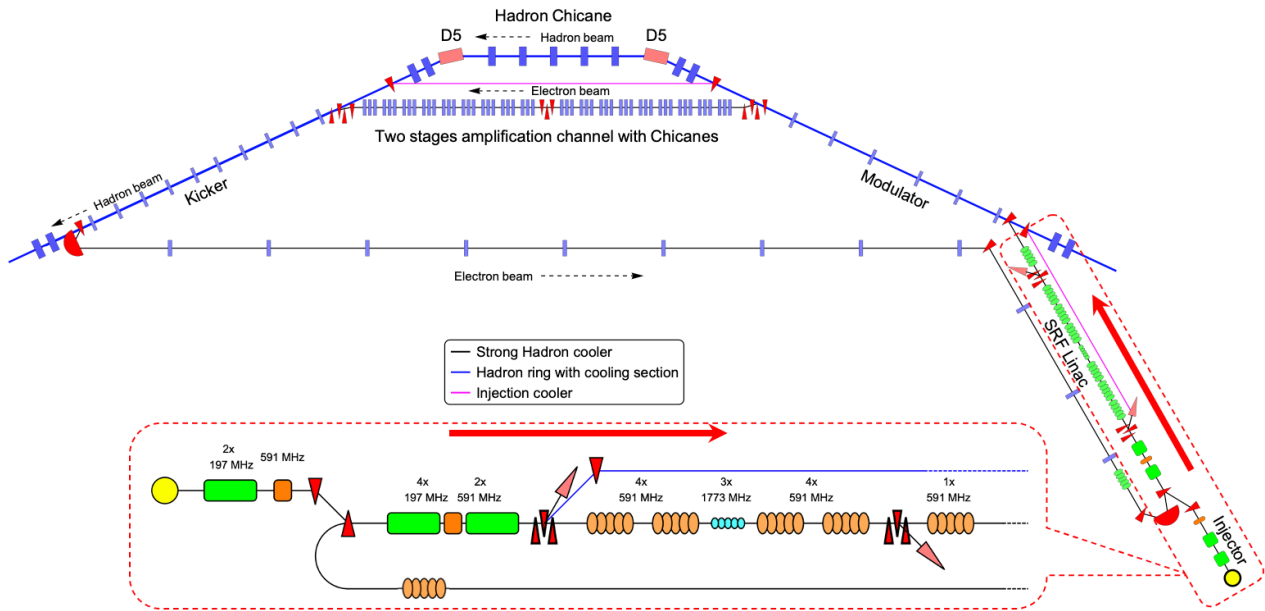 Hadron Chicane
D5
Hadron beam
D5
Electron beam
Two stages amplification channel with Chicanes
Hadron beam
Kicker
Modulator
Electron beam
SRF Linac
Injector
Strong Hadron cooler
Hadron ring with cooling section
Injection cooler
2x
197 MHz
591 MHz
4x
197 MHz
2x
591 MHz
4x
591 MHz
3x
1773 MHz
4x
591 MHz
1x
591 MHz